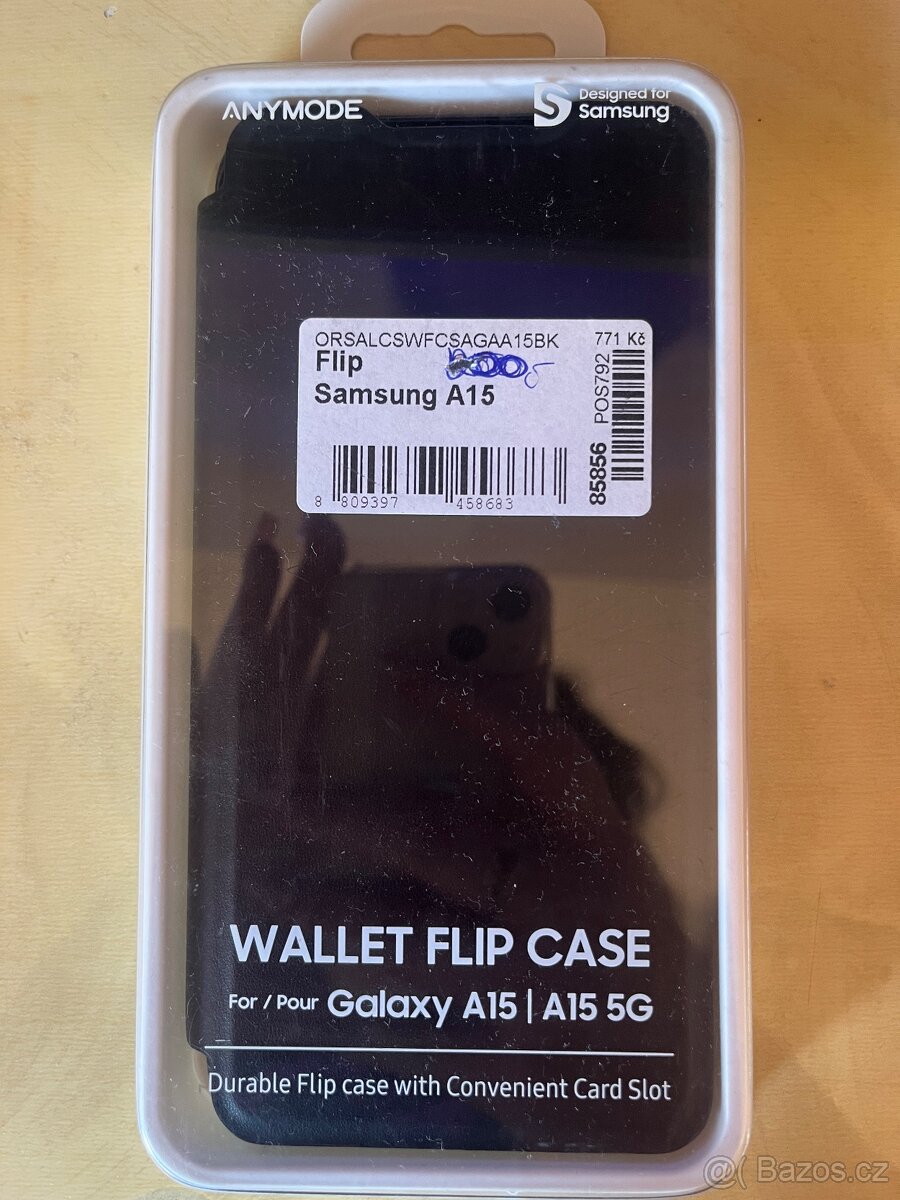 ANYMODE
Designed for
Samsung
ORSALCSWFCSAGAA15BK 771 Kč
Flip
Samsung A15
POS792
85856
8 809397 458683
WALLET FLIP CASE
For / Pour Galaxy A15 | A15 5G
Durable Flip case with Convenient Card Slot
@( Bazos.cz